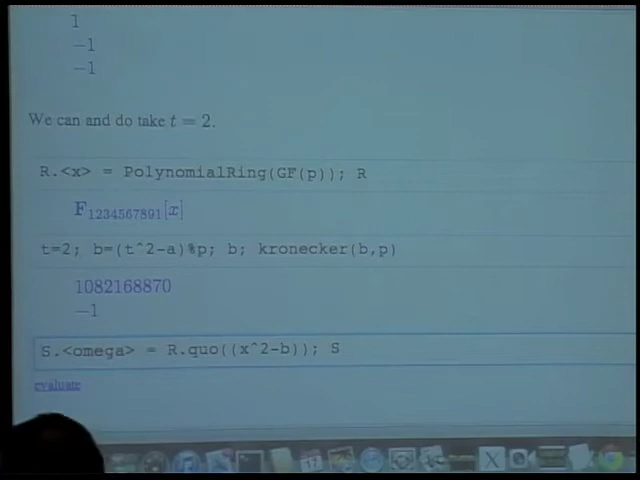 1
−1
−1
We can and do take t = 2.
R.<x> = PolynomialRing(GF(p)); R
F1234567891[x]
t=2; b=(t^2-a)%p; b; kronecker(b,p)
1082168870
−1
S.<omega> = R.quo((x^2-b)); S
evaluate
17
X